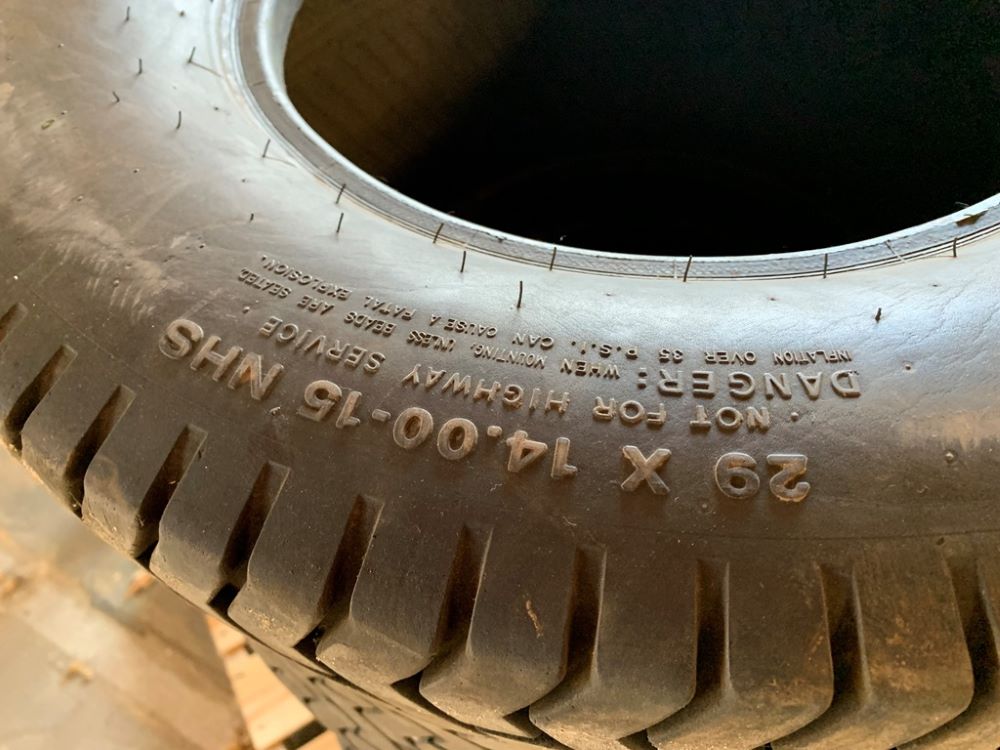 29 X 14.00-15 NHS
· NOT FOR HIGHWAY SERVICE ·
DANGER: WHEN MOUNTING, UNLESS BEADS ARE SEATED,
INFLATION OVER 35 P.S.I. CAN CAUSE A FATAL EXPLOSION.